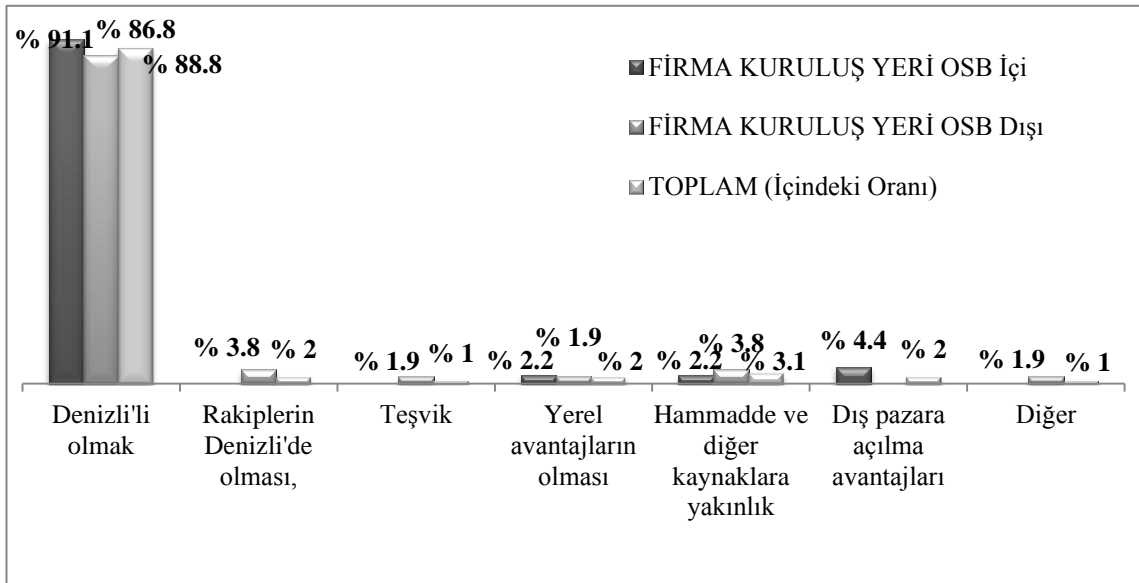 % 91.1
% 86.8
% 88.8
FİRMA KURULUŞ YERİ OSB İçi
FİRMA KURULUŞ YERİ OSB Dışı
TOPLAM (İçindeki Oranı)
% 3.8
% 2
% 1.9
% 1
% 2.2
% 1.9
% 2
% 2.2
% 3.8
% 3.1
% 4.4
% 2
% 1.9
% 1
Denizli'li
olmak
Rakiplerin
Denizli'de
olması,
Teşvik
Yerel
avantajların
olması
Hammadde ve
diğer
kaynaklara
yakınlık
Dış pazara
açılma
avantajları
Diğer